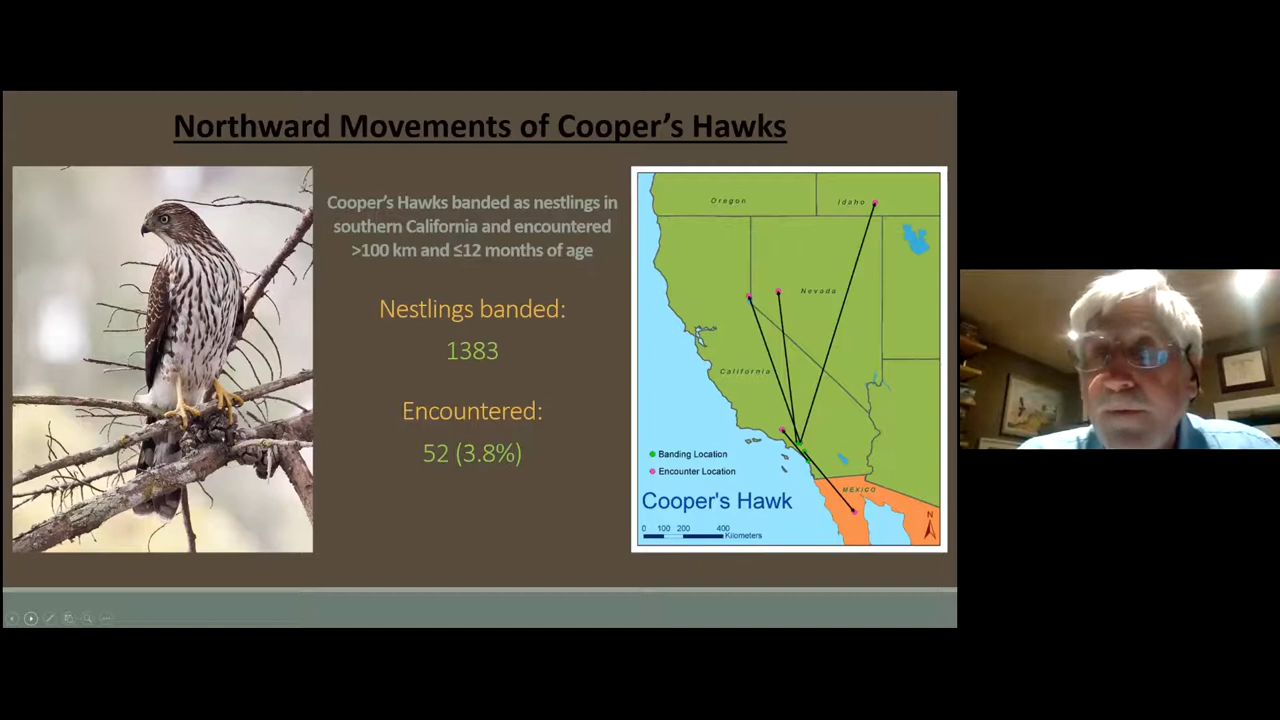 Northward Movements of Cooper's Hawks
Cooper's Hawks banded as nestlings in
southern California and encountered
>100 km and ≤12 months of age
Nestlings banded:
1383
Encountered:
52 (3.8%)
Oregon
Idaho
Nevada
California
Banding Location
Encounter Location
MEXICO
Cooper's Hawk
N
0 100 200 400
Kilometers